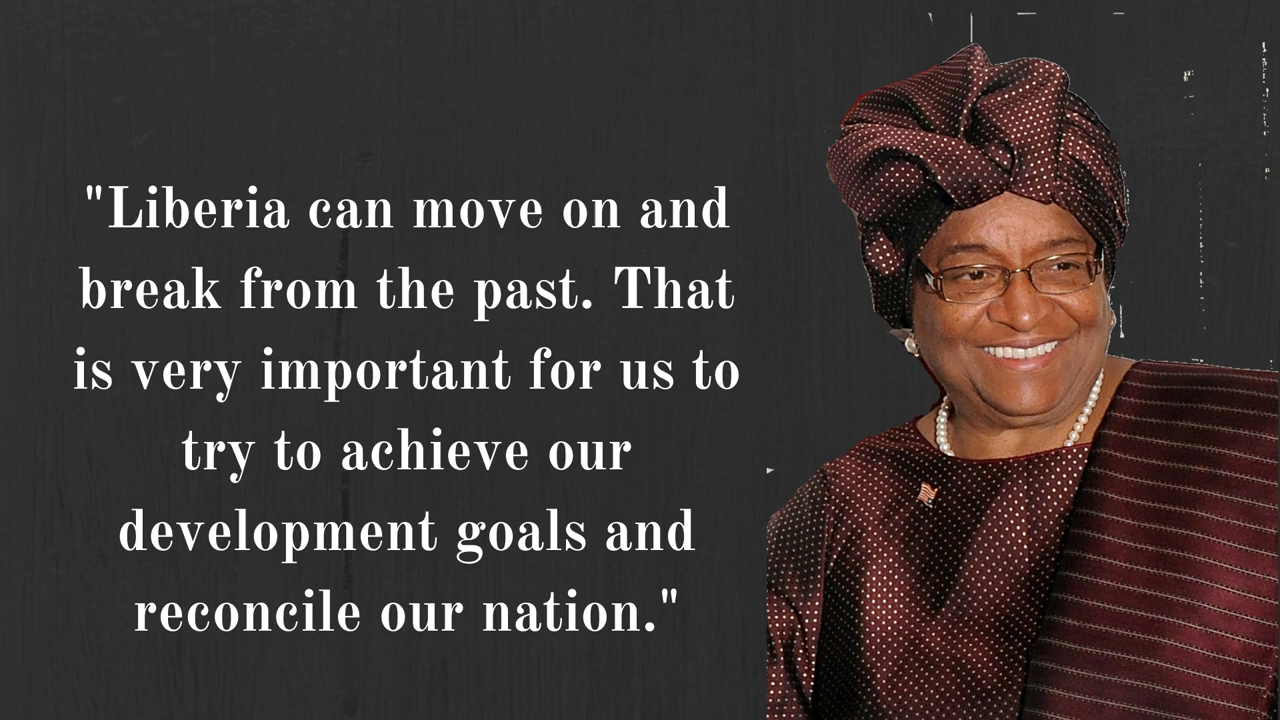 "Liberia can move on and
break from the past. That
is very important for us to
try to achieve our
development goals and
reconcile our nation."